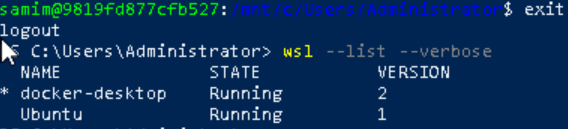 samim@9819fd877cfb527:/mnt/c/Users/Administrator$ exit
logout
PS C:\Users\Administrator> wsl --list --verbose
NAME STATE VERSION
* docker-desktop Running 2
Ubuntu Running 1